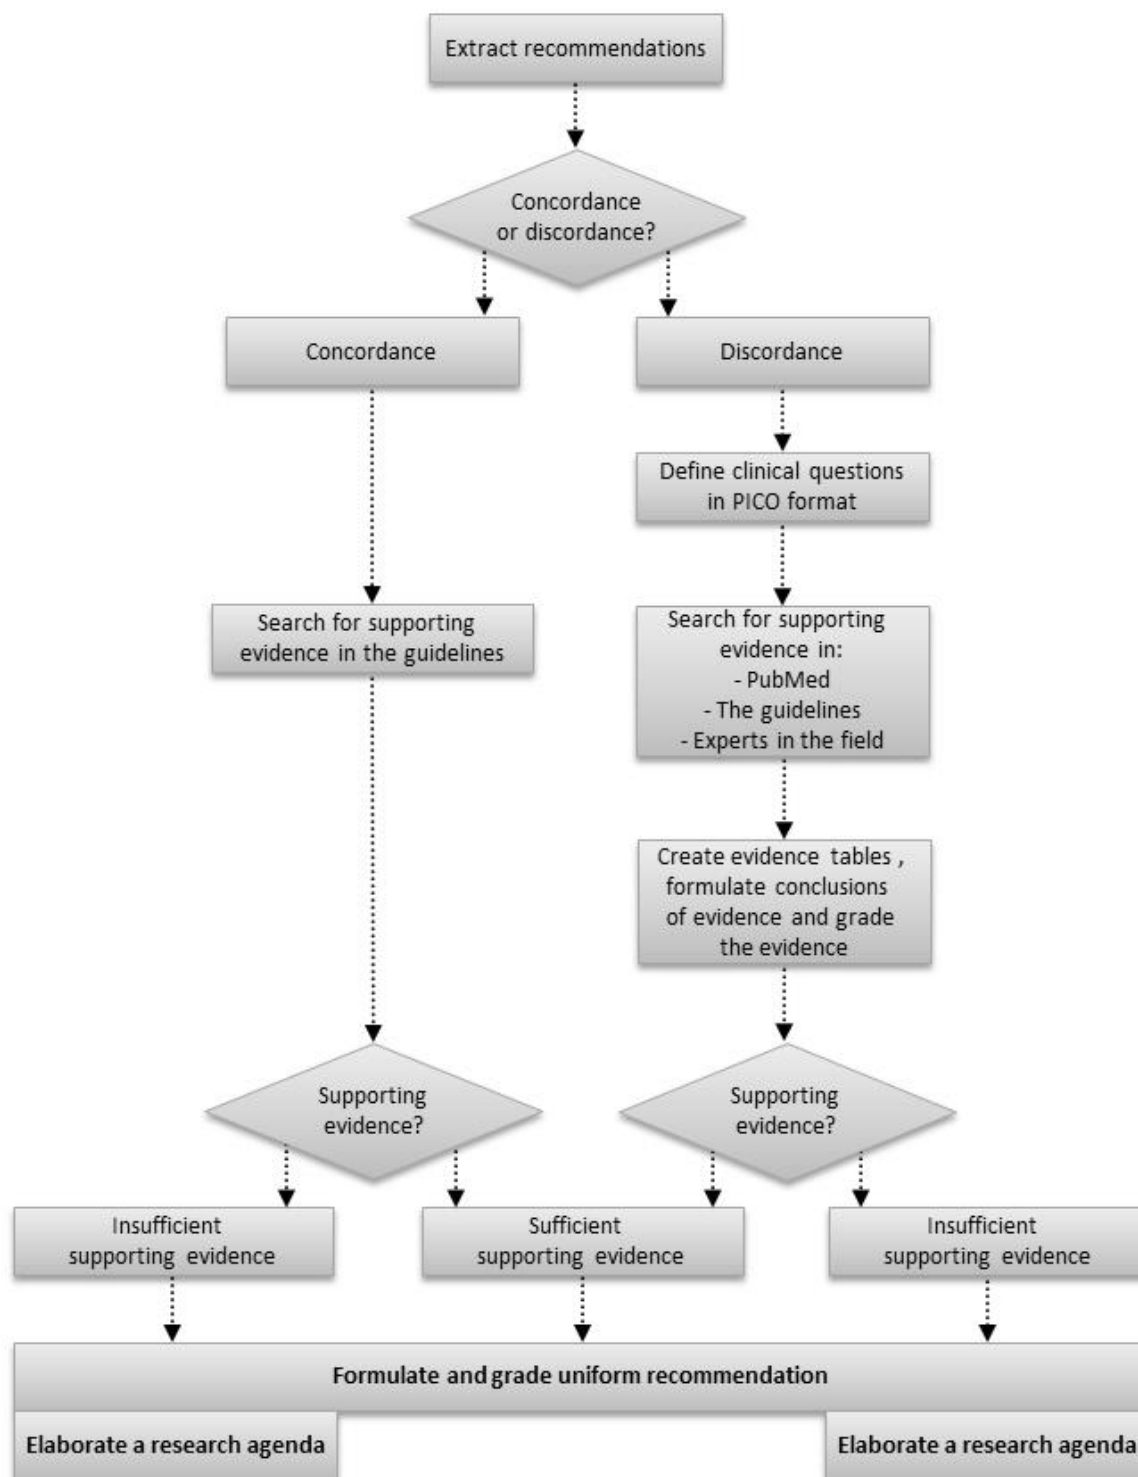 Extract recommendations
Concordance
or discordance?
Concordance
Discordance
Define clinical questions
in PICO format
Search for supporting
evidence in the guidelines
Search for supporting
evidence in:
- PubMed
- The guidelines
- Experts in the field
Create evidence tables ,
formulate conclusions
of evidence and grade
the evidence
Supporting
evidence?
Supporting
evidence?
Insufficient
supporting evidence
Sufficient
supporting evidence
Insufficient
supporting evidence
Formulate and grade uniform recommendation
Elaborate a research agenda
Elaborate a research agenda